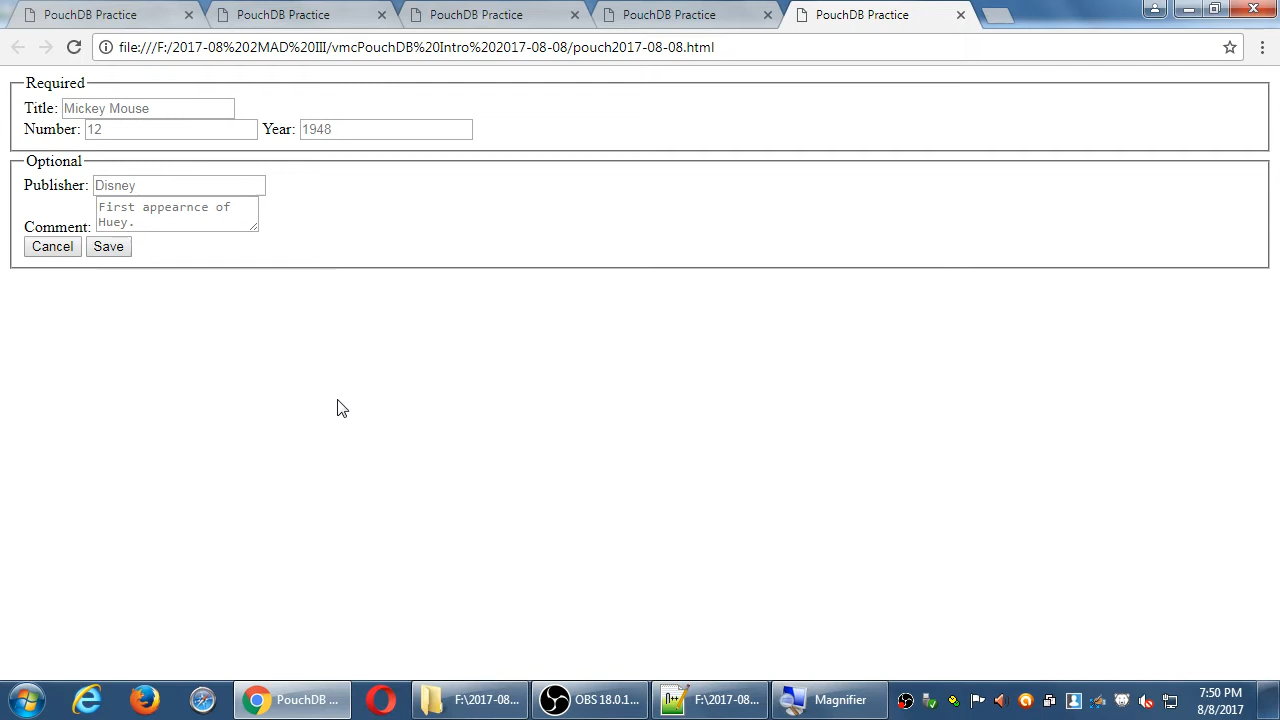 PouchDB Practice PouchDB Practice PouchDB Practice PouchDB Practice PouchDB Practice
file:///F:/2017-08%202MAD%20III/vmcPouchDB%20Intro%202017-08-08/pouch2017-08-08.html
Required
Title: Mickey Mouse
Number: 12 Year: 1948
Optional
Publisher: Disney
First appearnce of
Comment: Huey.
Cancel Save
PouchDB ... F:\2017-08... OBS 18.0.1... F:\2017-08... Magnifier 7:50 PM
8/8/2017